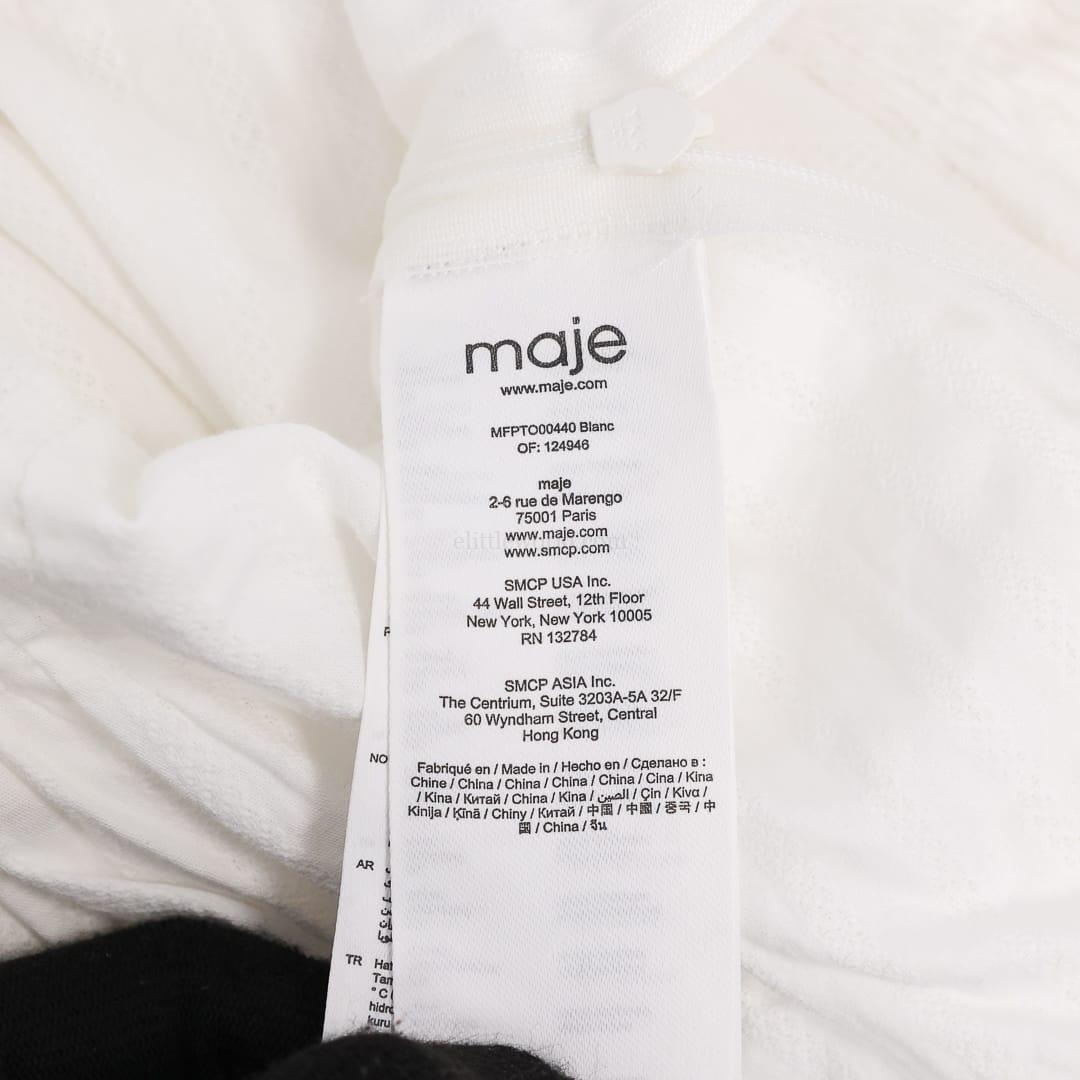 maje
www.maje.com
MFPTO00440 Blanc
OF: 124946
maje
2-6 rue de Marengo
75001 Paris
www.maje.com
www.smcp.com
SMCP USA Inc.
44 Wall Street, 12th Floor
New York, New York 10005
RN 132784
SMCP ASIA Inc.
The Centrium, Suite 3203A-5A 32/F
60 Wyndham Street, Central
Hong Kong
Fabriqué en / Made in / Hecho en / Сделано в :
Chine / China / China / China / China / Cina / Kina
/ Kina / Китай / China / Kina / الصين / Çin / Kiva /
Kinija / Ķīnā / Chiny / Китай / 中国 / 中國 / 중국 / 中
国 / China / จีน
NO
AR
TR